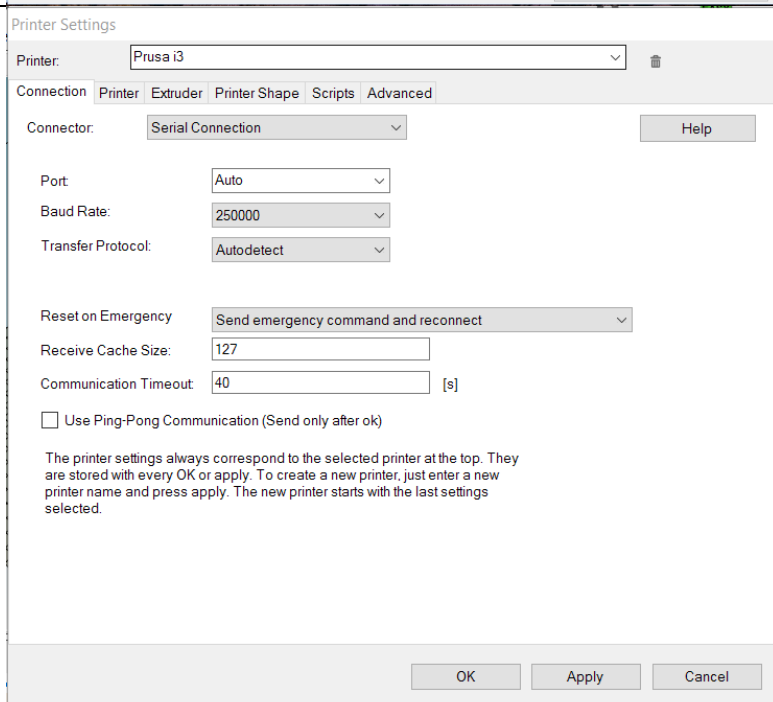 Printer Settings
Printer: Prusa i3
Connection Printer Extruder Printer Shape Scripts Advanced
Connector: Serial Connection Help
Port: Auto
Baud Rate: 250000
Transfer Protocol: Autodetect
Reset on Emergency Send emergency command and reconnect
Receive Cache Size: 127
Communication Timeout: 40 [s]
Use Ping-Pong Communication (Send only after ok)
The printer settings always correspond to the selected printer at the top. They
are stored with every OK or apply. To create a new printer, just enter a new
printer name and press apply. The new printer starts with the last settings
selected.
OK Apply Cancel